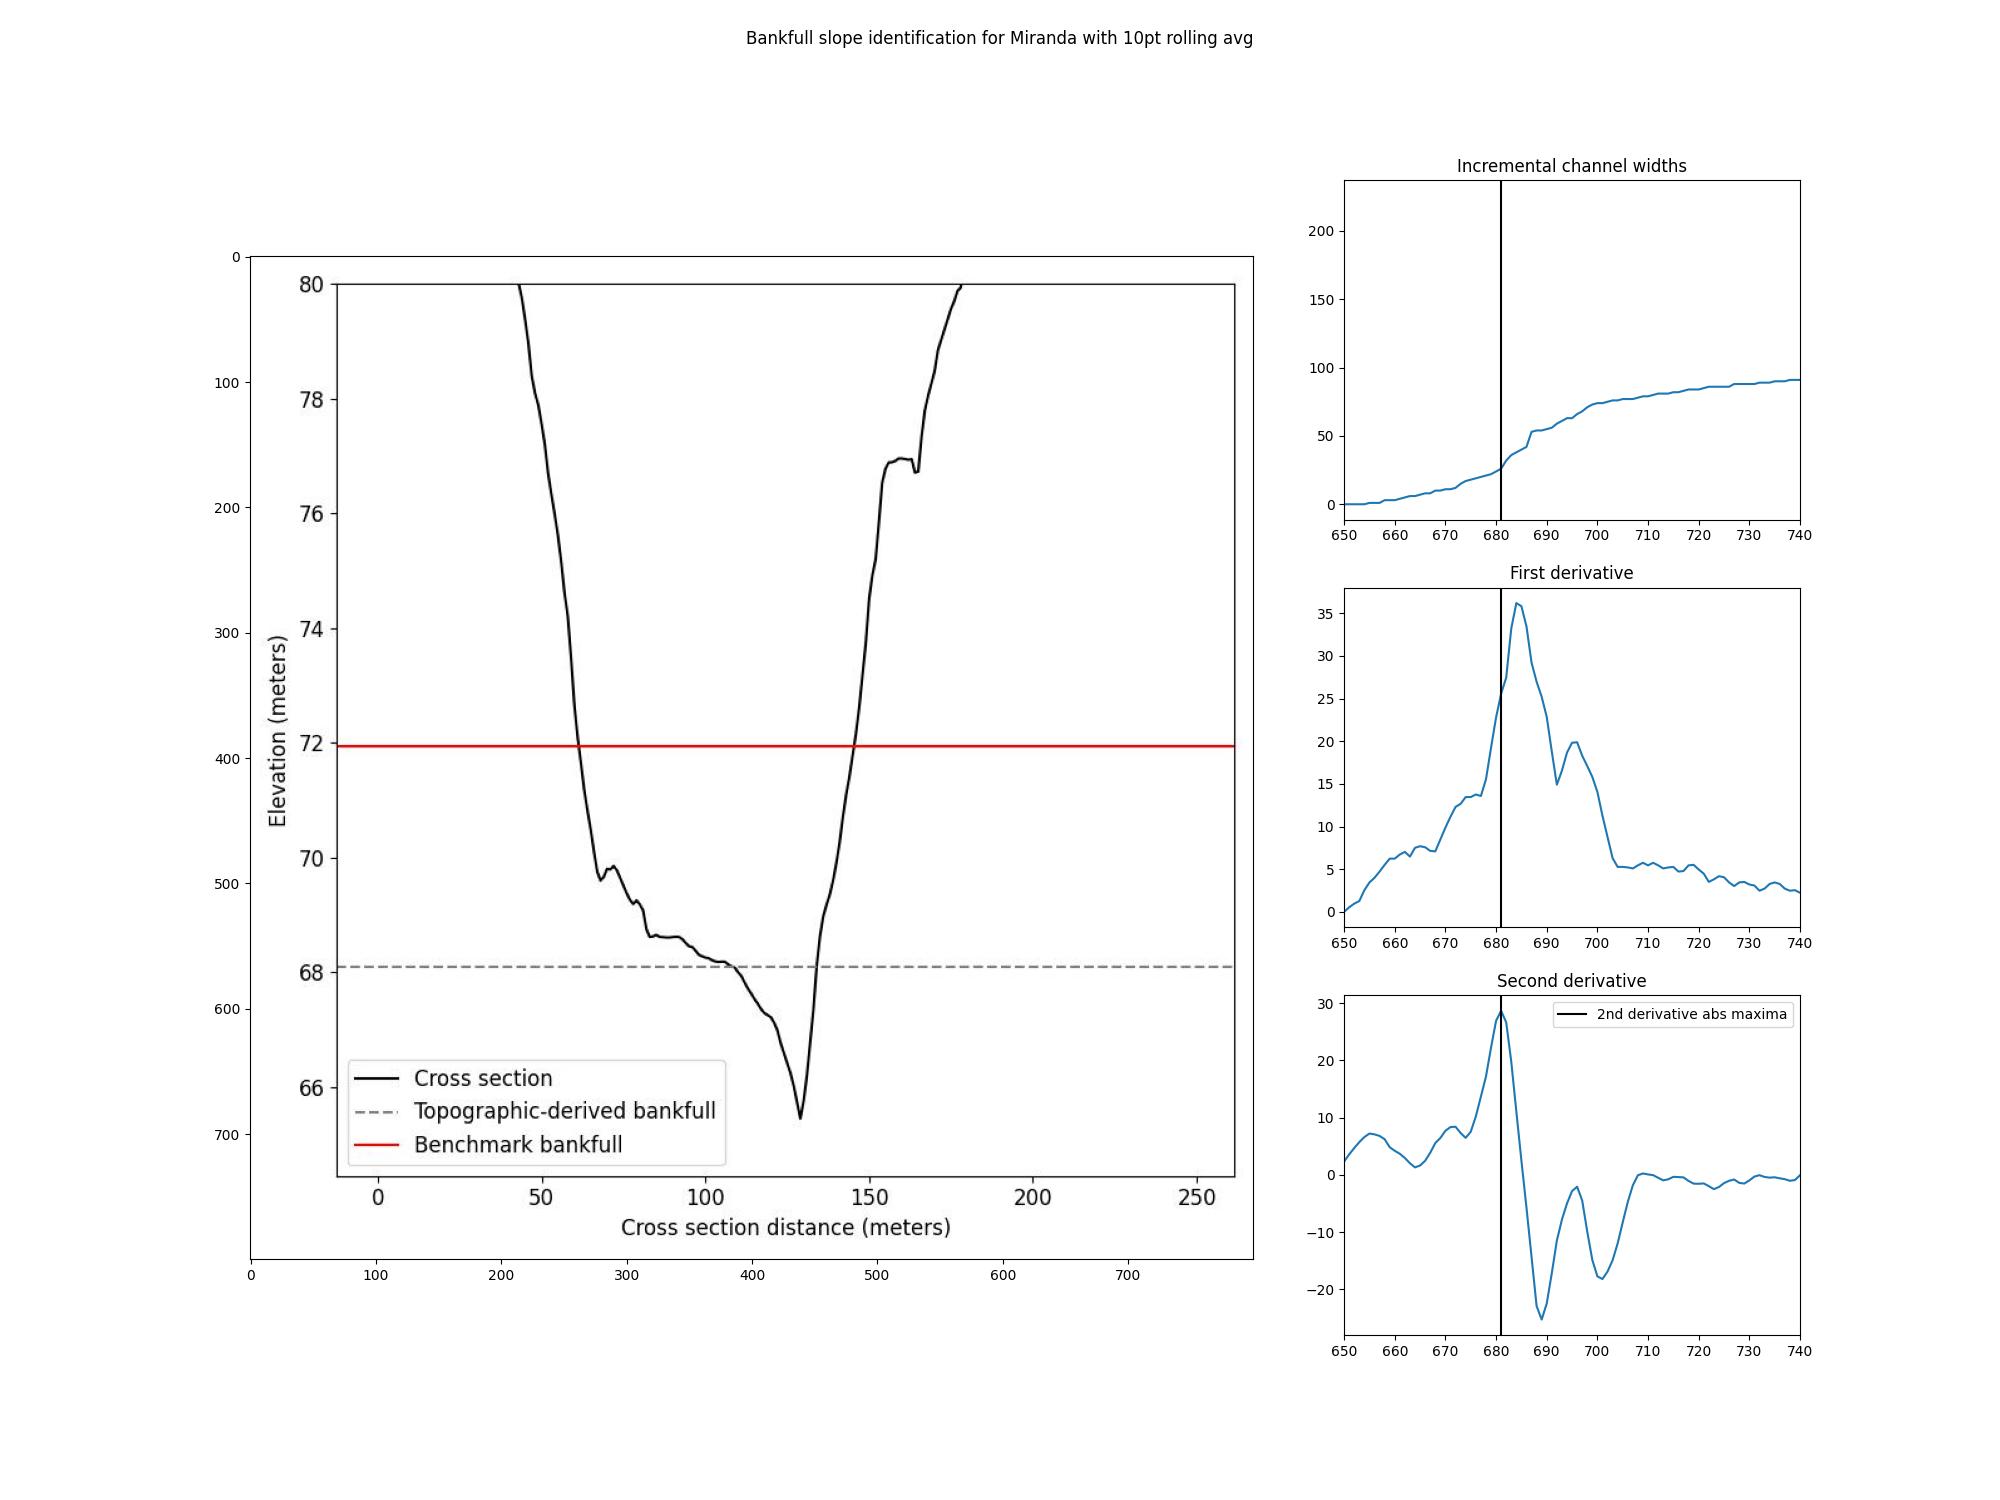 Bankfull slope identification for Miranda with 10pt rolling avg
0
100
200
300
400
500
600
700
80
78
76
74
72
70
68
66
Elevation (meters)
Cross section
Topographic-derived bankfull
Benchmark bankfull
0 50 100 150 200 250
Cross section distance (meters)
0 100 200 300 400 500 600 700
Incremental channel widths
200
150
100
50
0
650 660 670 680 690 700 710 720 730 740
First derivative
35
30
25
20
15
10
5
0
650 660 670 680 690 700 710 720 730 740
Second derivative
2nd derivative abs maxima
30
20
10
0
−10
−20
650 660 670 680 690 700 710 720 730 740